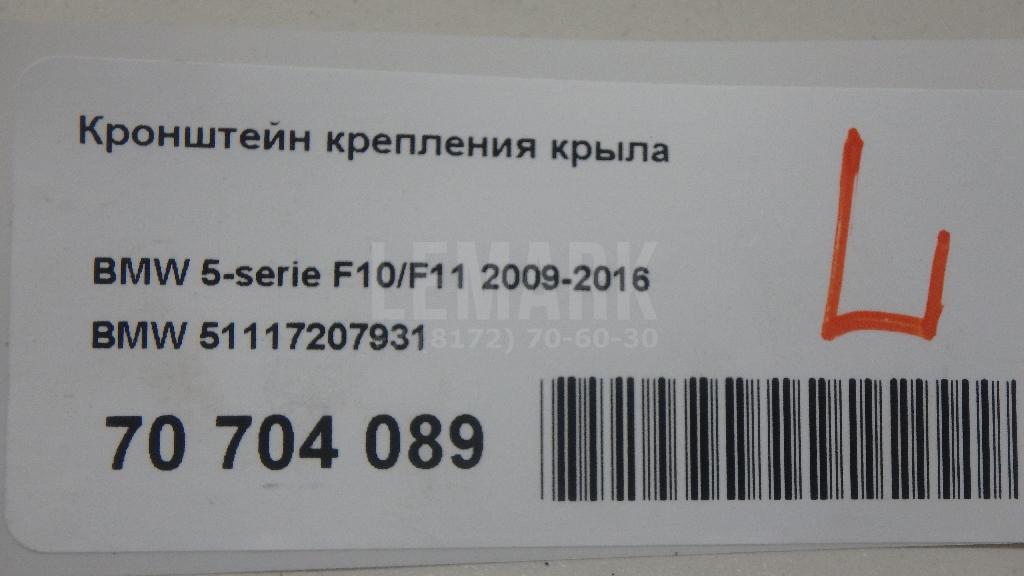 Кронштейн крепления крыла
BMW 5-serie F10/F11 2009-2016
BMW 51117207931
70 704 089
L
LEMARK
(8172) 70-60-30